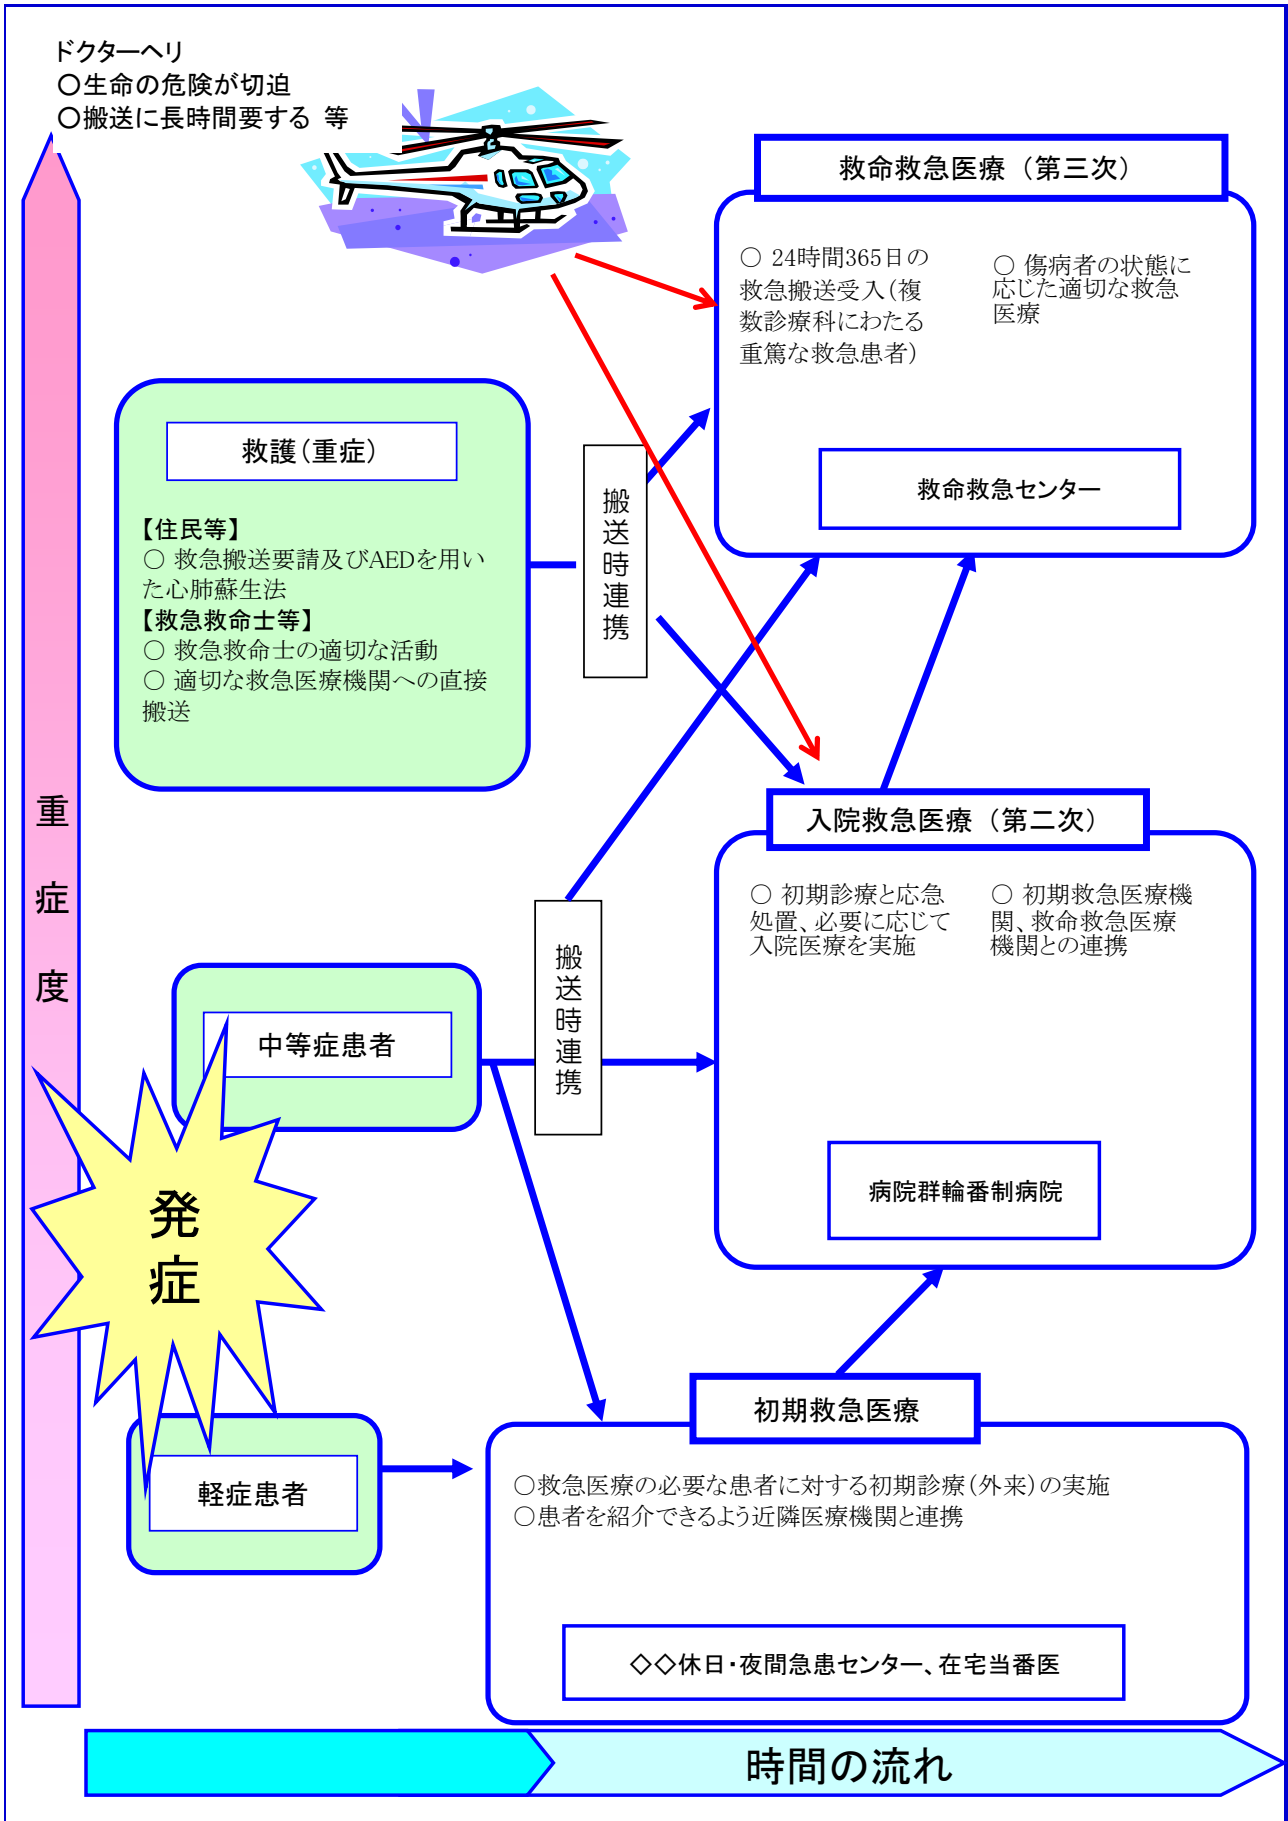 ドクターヘリ
○生命の危険が切迫
○搬送に長時間要する 等
救命救急医療（第三次）
○ 24時間365日の
救急搬送受入（複
数診療科にわたる
重篤な救急患者）
○ 傷病者の状態に
応じた適切な救急
医療
救命救急センター
救護（重症）
【住民等】
○ 救急搬送要請及びAEDを用い
た心肺蘇生法
【救急救命士等】
○ 救急救命士の適切な活動
○ 適切な救急医療機関への直接
搬送
搬送時連携
重症度
入院救急医療（第二次）
○ 初期診療と応急
処置、必要に応じて
入院医療を実施
○ 初期救急医療機
関、救命救急医療
機関との連携
病院群輪番制病院
搬送時連携
中等症患者
発症
初期救急医療
○救急医療の必要な患者に対する初期診療（外来）の実施
○患者を紹介できるよう近隣医療機関と連携
◇◇休日・夜間急患センター、在宅当番医
軽症患者
時間の流れ